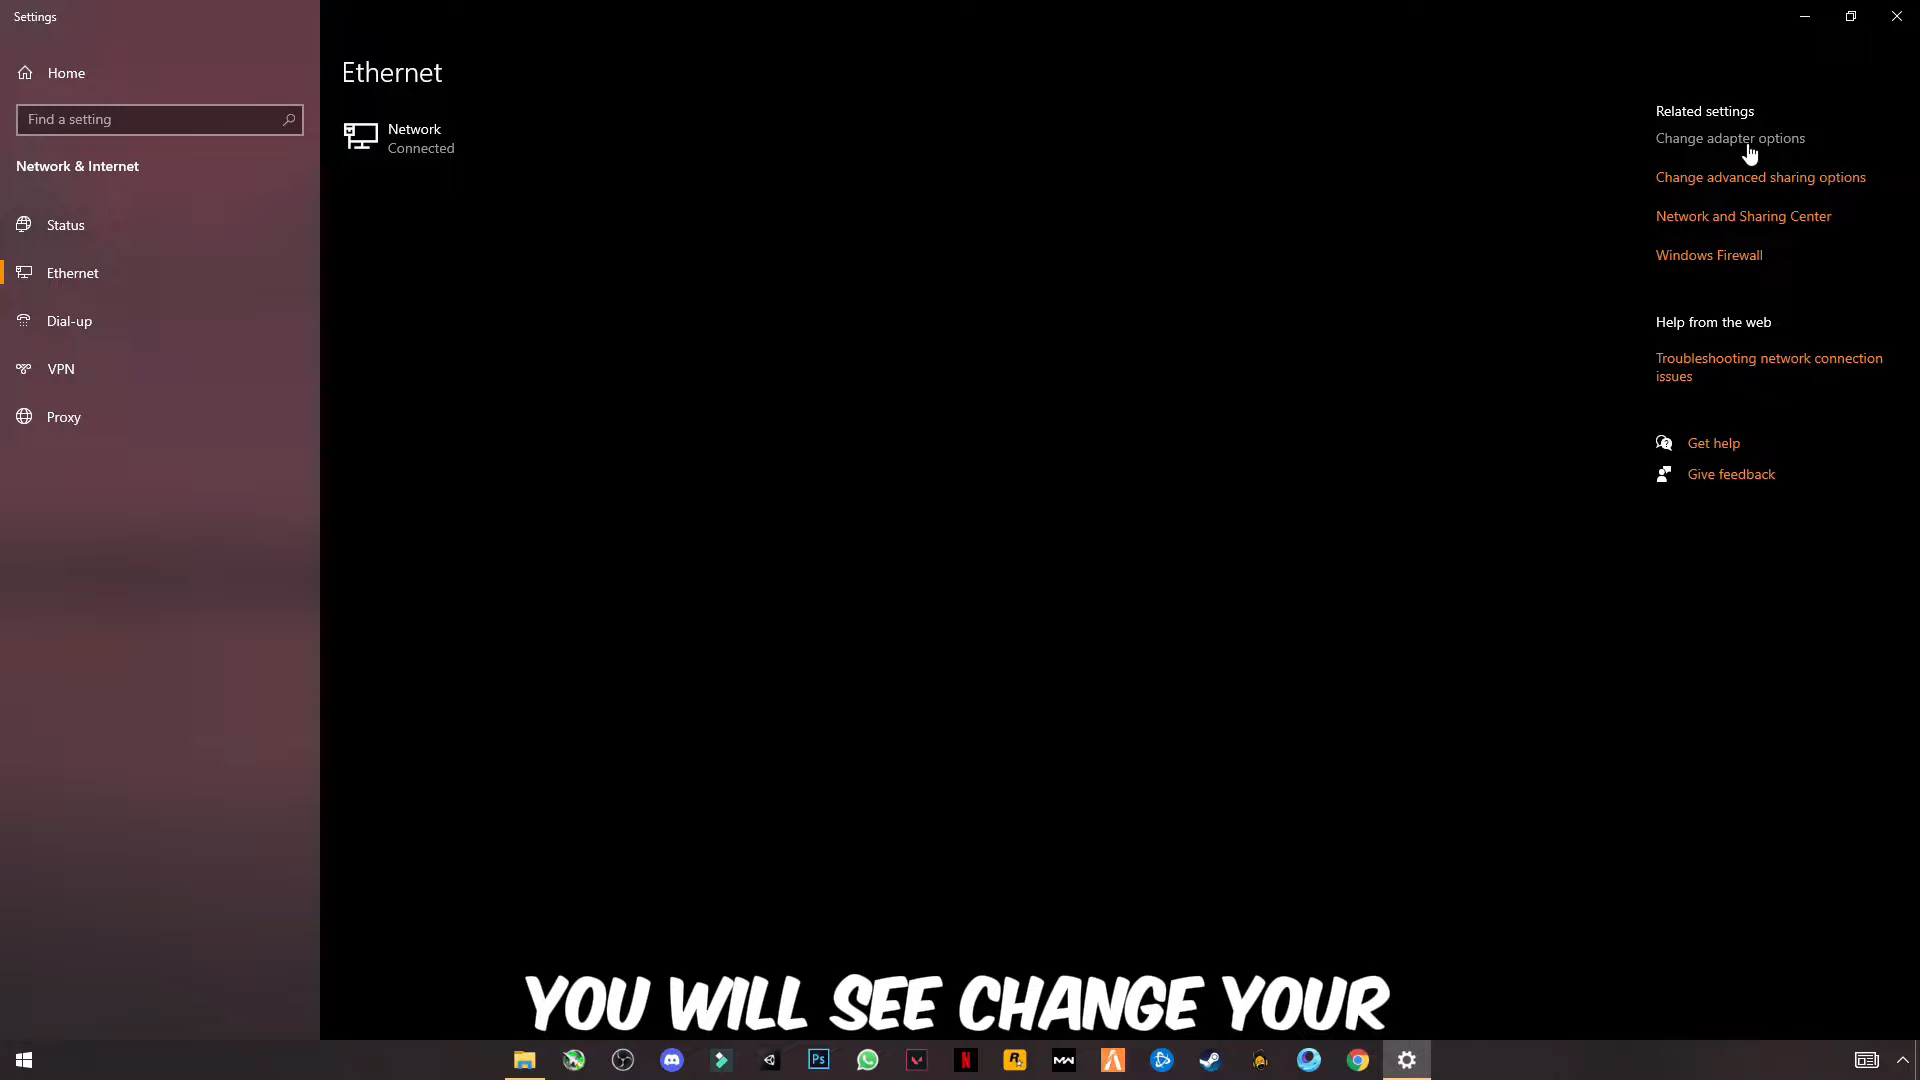 Settings
Home
Find a setting
Network & Internet
Status
Ethernet
Dial-up
VPN
Proxy
Ethernet
Network
Connected
Related settings
Change adapter options
Change advanced sharing options
Network and Sharing Center
Windows Firewall
Help from the web
Troubleshooting network connection
issues
Get help
Give feedback
YOU WILL SEE CHANGE YOUR
Ps
N
R
MW